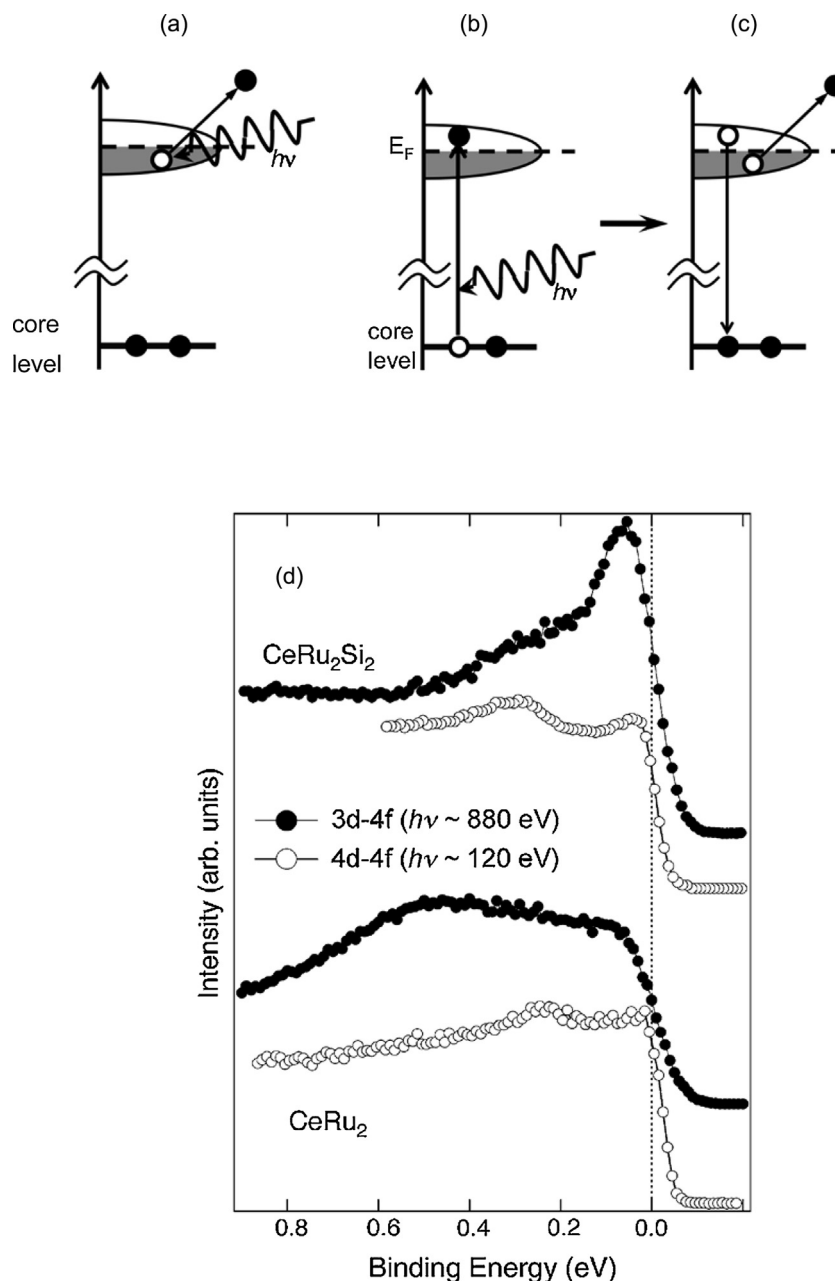 (a)
(b)
(c)
hν
E_F
hν
core
level
core
level
(d)
CeRu₂Si₂
3d-4f (hν ~ 880 eV)
4d-4f (hν ~ 120 eV)
CeRu₂
Intensity (arb. units)
0.8 0.6 0.4 0.2 0.0
Binding Energy (eV)